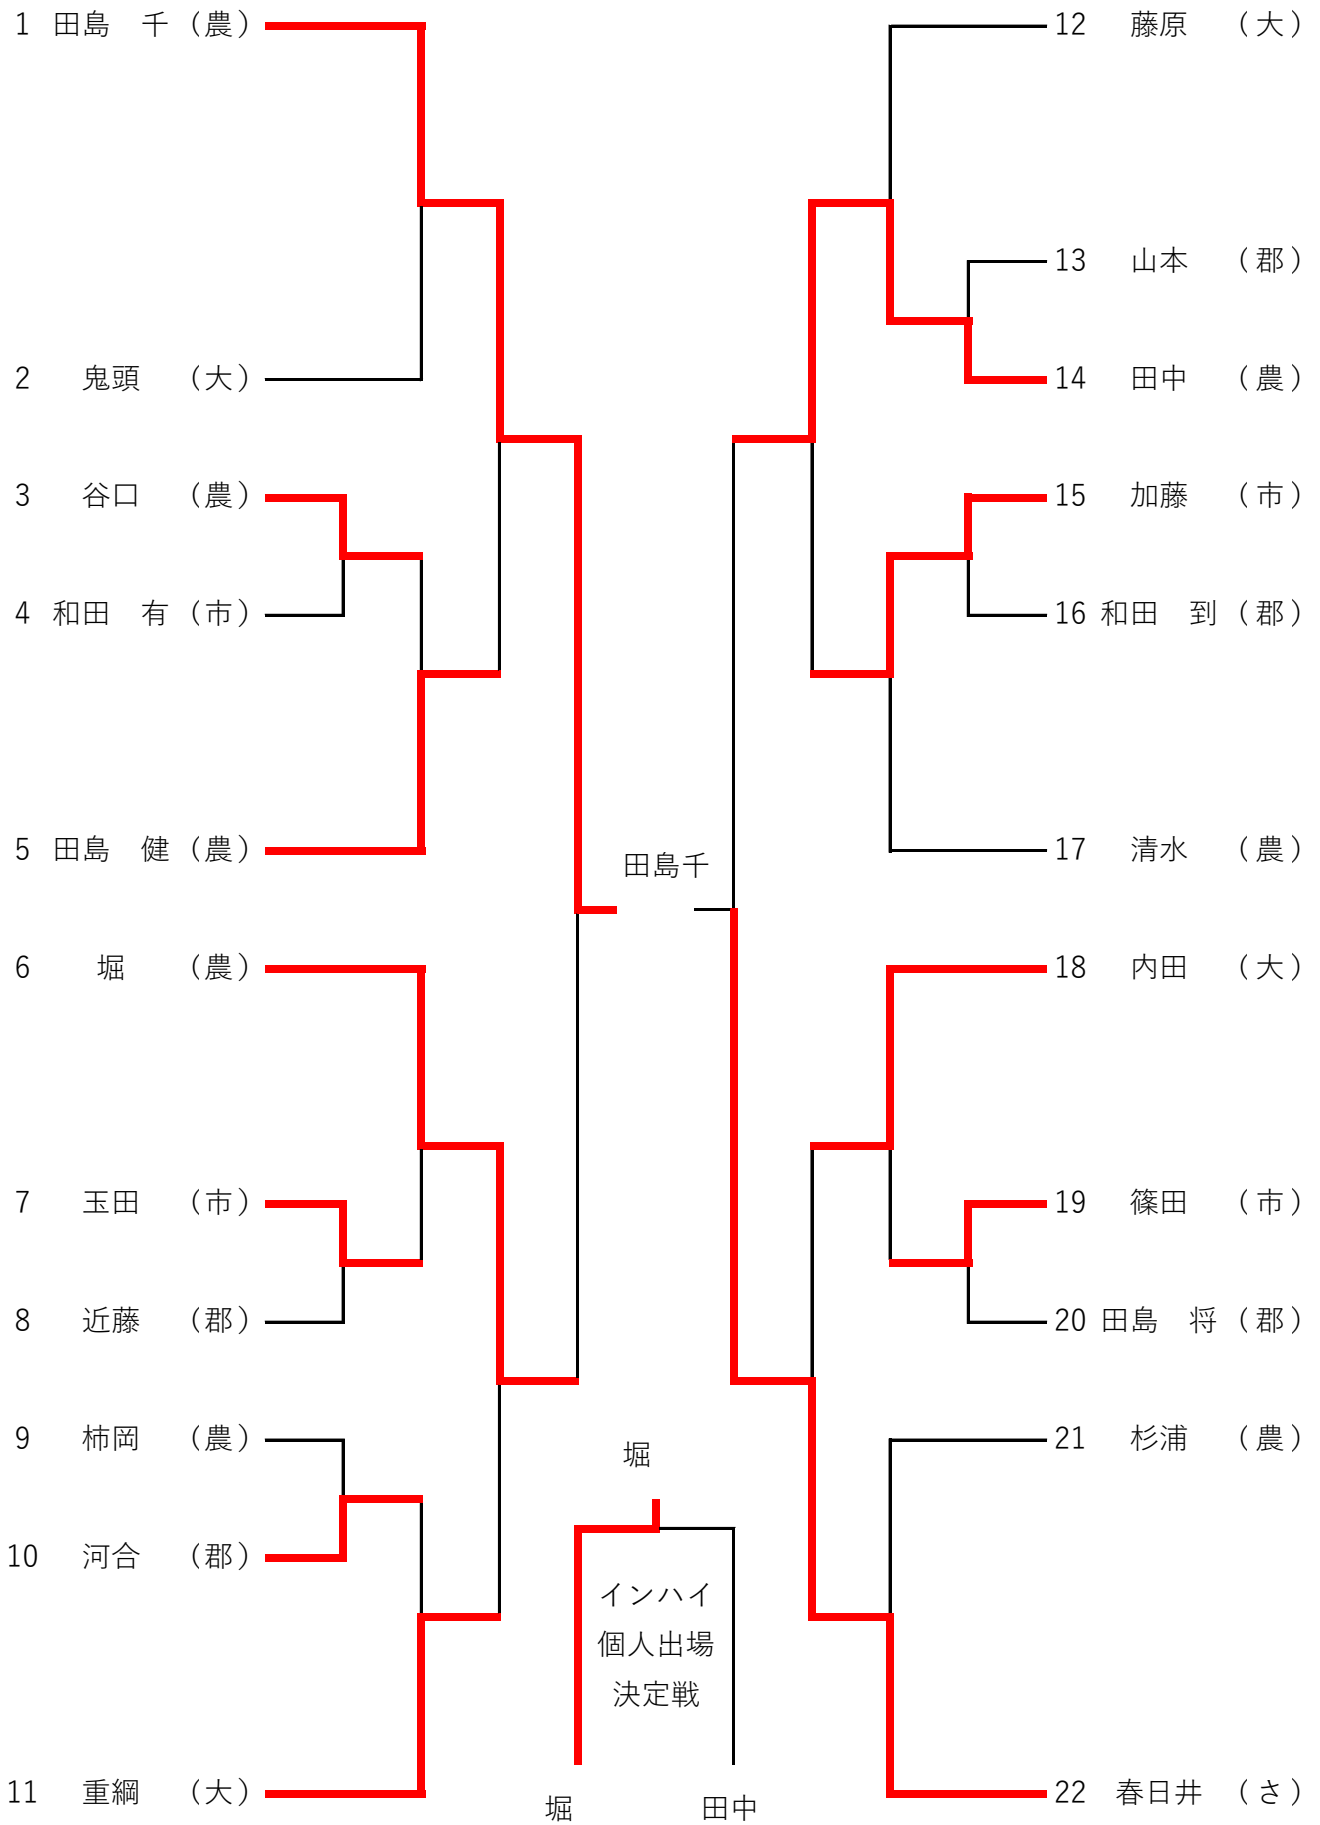 1 田島 千 (農)
2 鬼頭 (大)
3 谷口 (農)
4 和田 有 (市)
5 田島 健 (農)
6 堀 (農)
7 玉田 (市)
8 近藤 (郡)
9 柿岡 (農)
10 河合 (郡)
11 重綱 (大)
田島千
堀
インハイ
個人出場
決定戦
堀 田中
12 藤原 (大)
13 山本 (郡)
14 田中 (農)
15 加藤 (市)
16 和田 到 (郡)
17 清水 (農)
18 内田 (大)
19 篠田 (市)
20 田島 将 (郡)
21 杉浦 (農)
22 春日井 (さ)